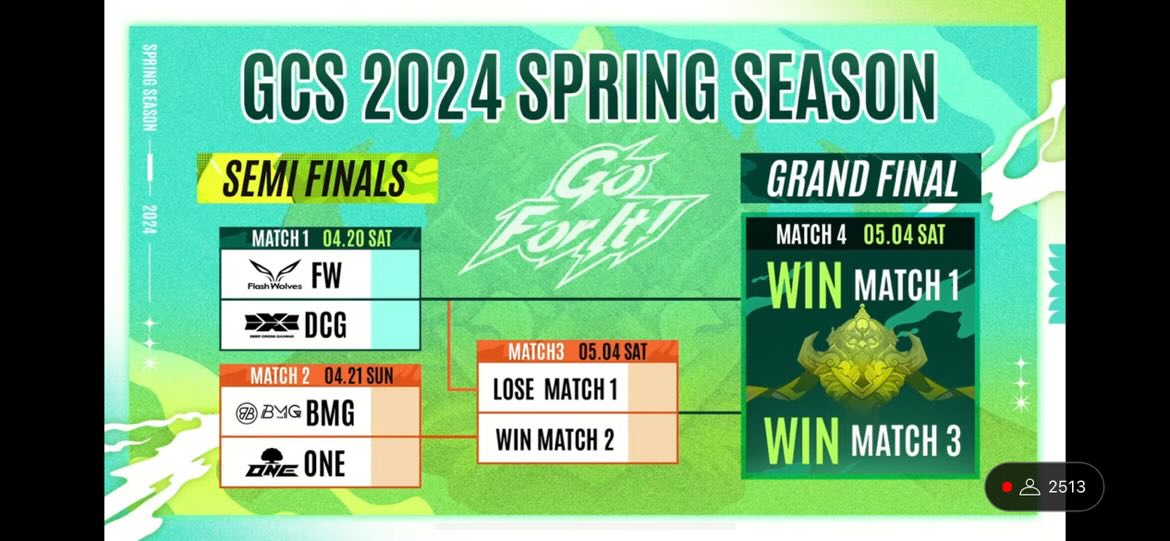 GCS 2024 SPRING SEASON
SPRING SEASON 2024
SEMI FINALS
Go
For It!
GRAND FINAL
MATCH 1 04.20 SAT
Flash Wolves FW
DEEP CROSS GAMING DCG
MATCH 2 04.21 SUN
BMG BMG
ONE ONE
MATCH3 05.04 SAT
LOSE MATCH 1
WIN MATCH 2
MATCH 4 05.04 SAT
WIN MATCH 1
WIN MATCH 3
2513